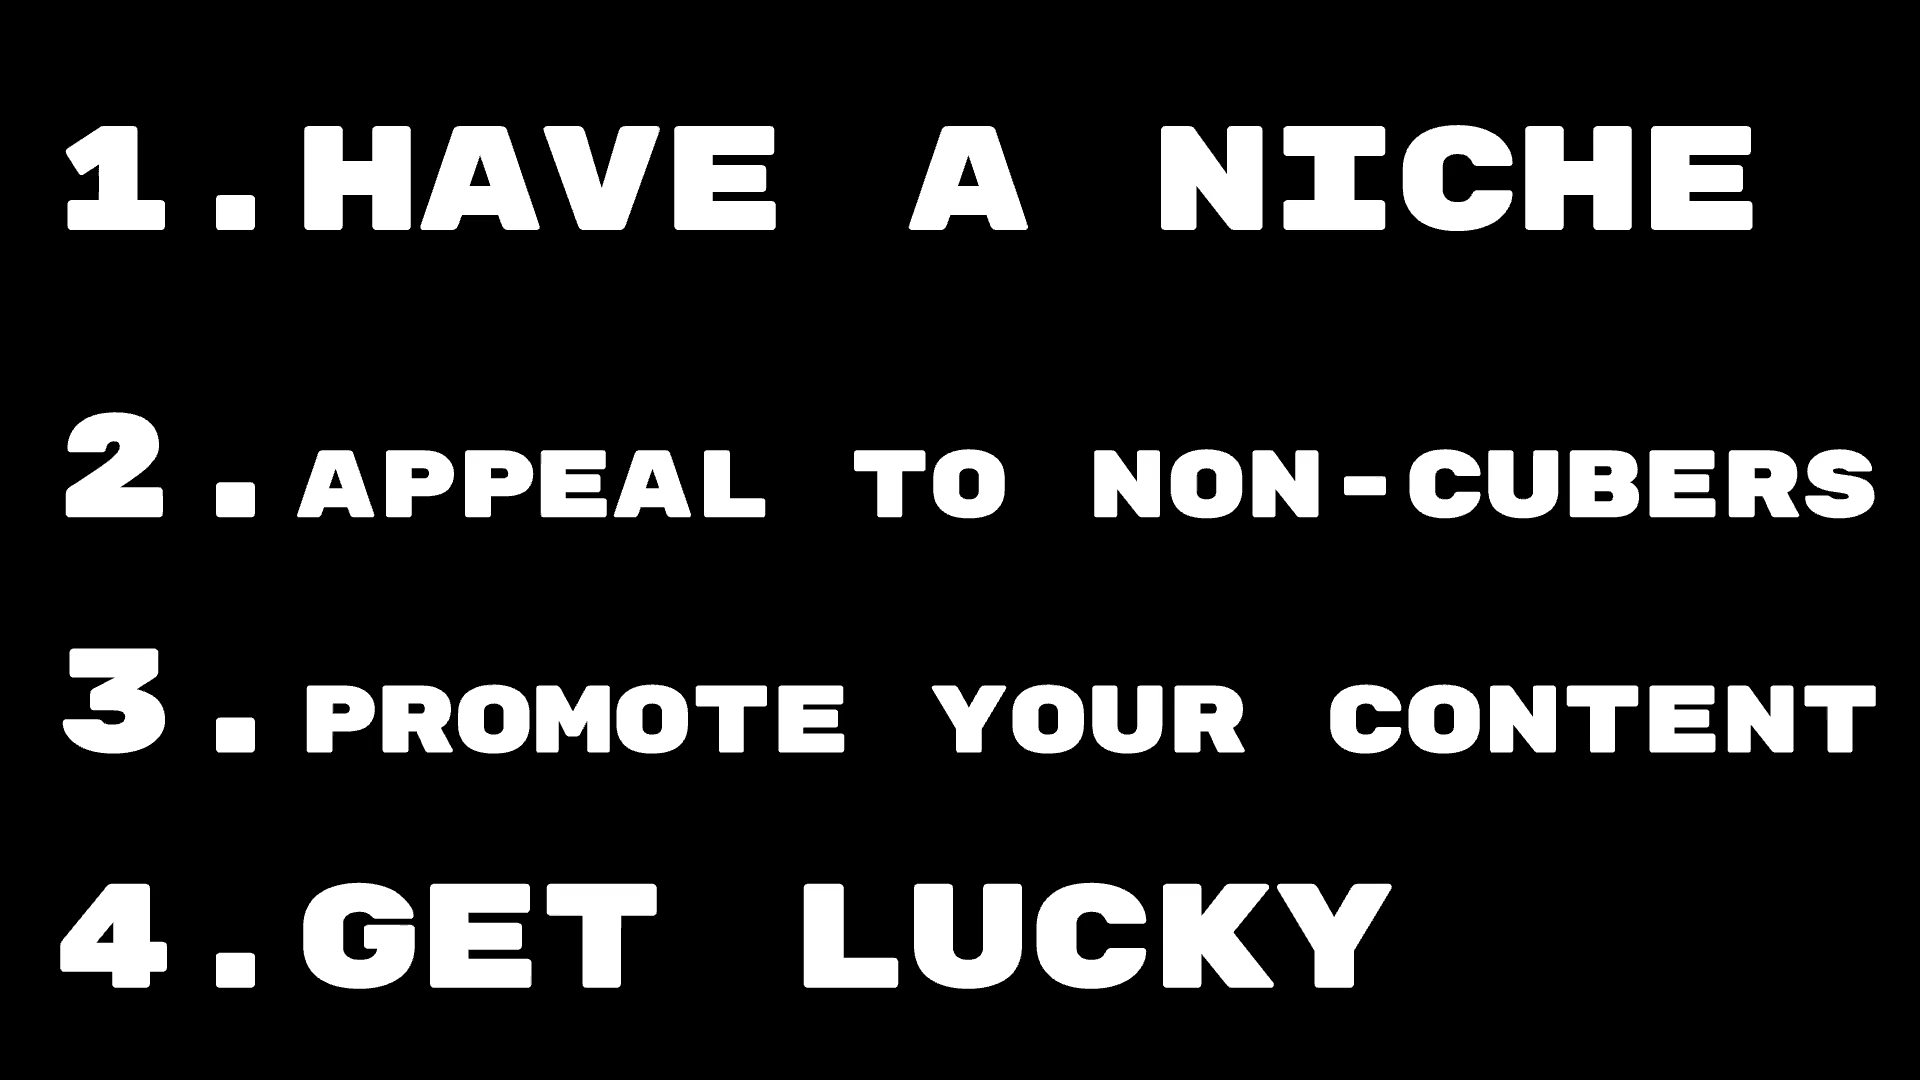 1.HAVE A NICHE
2.APPEAL TO NON-CUBERS
3.PROMOTE YOUR CONTENT
4.GET LUCKY